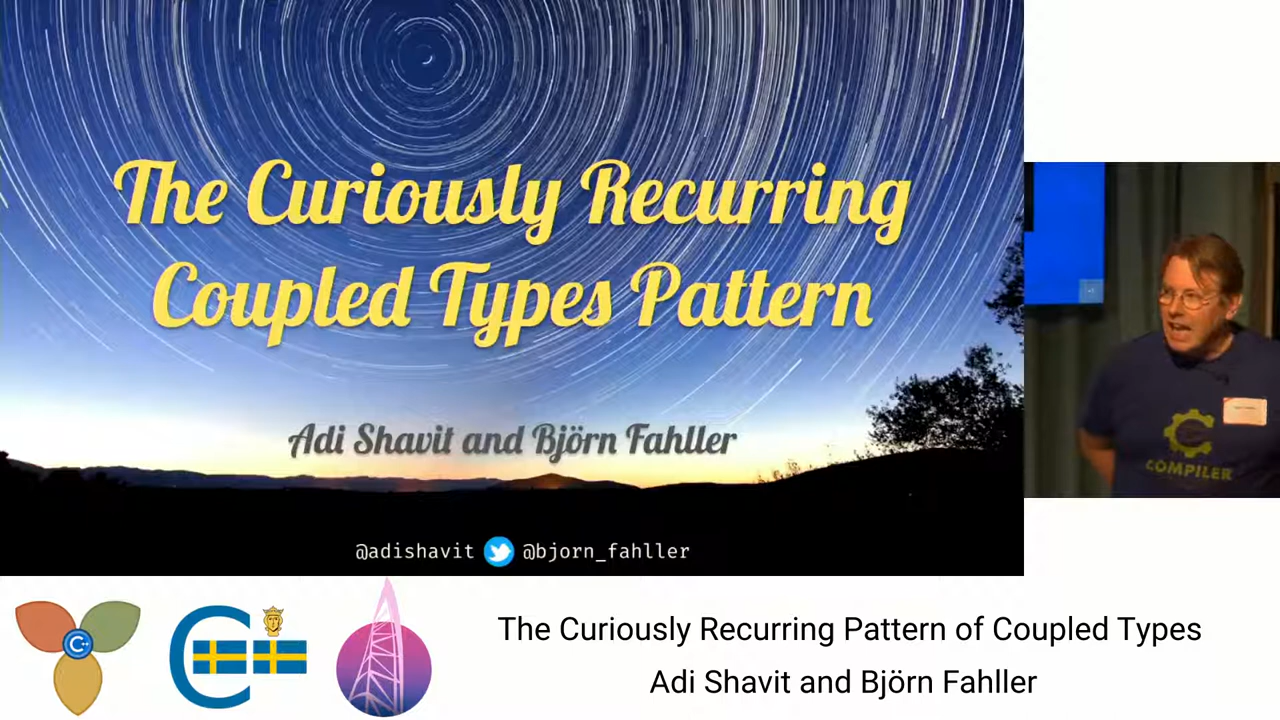 The Curiously Recurring
Coupled Types Pattern
Adi Shavit and Björn Fahller
@adishavit @bjorn_fahller
COMPILER
The Curiously Recurring Pattern of Coupled Types
Adi Shavit and Björn Fahller